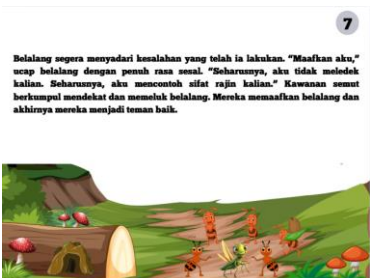 7
Belalang segera menyadari kesalahan yang telah ia lakukan. "Maafkan aku,"
ucap belalang dengan penuh rasa sesal. "Seharusnya, aku tidak meledek
kalian. Seharusnya, aku mencontoh sifat rajin kalian." Kawanan semut
berkumpul mendekat dan memeluk belalang. Mereka memaafkan belalang dan
akhirnya mereka menjadi teman baik.